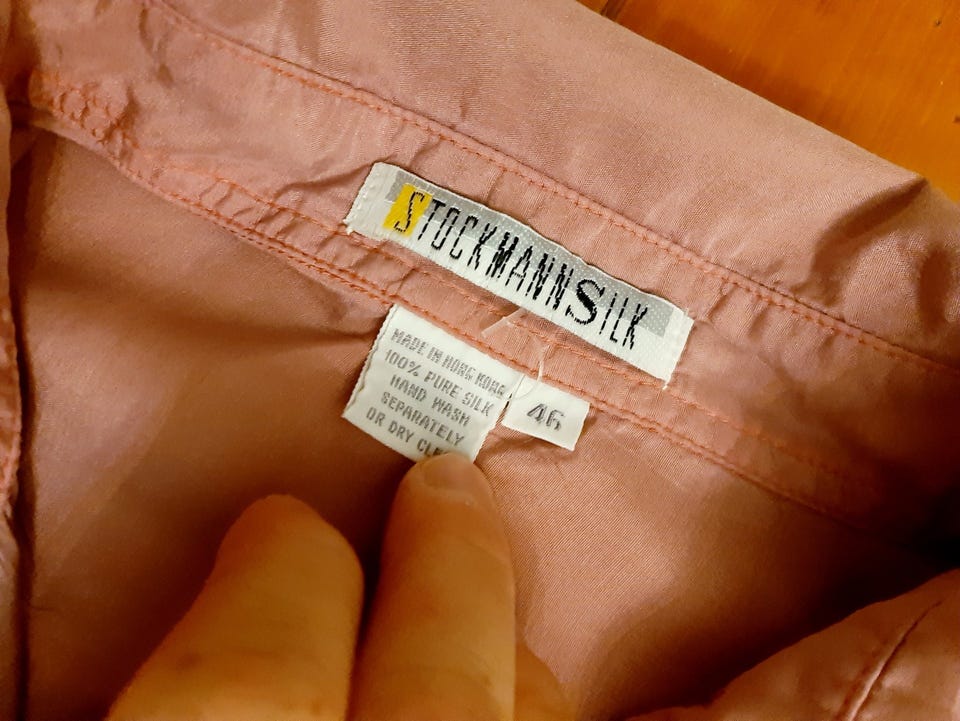 STOCKMANNSILK
MADE IN HONG KONG
100% PURE SILK
HAND WASH
SEPARATELY
OR DRY
46